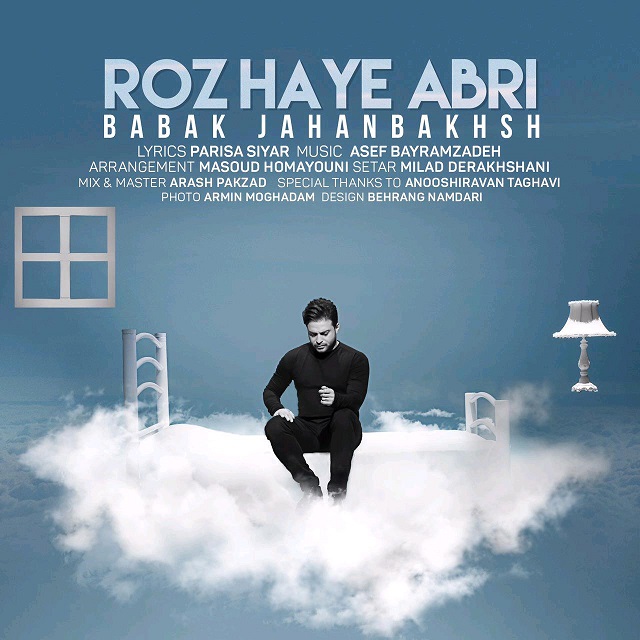 ROZ HAYE ABRI
BABAK JAHANBAKHSH
LYRICS PARISA SIYAR MUSIC ASEF BAYRAMZADEH
ARRANGEMENT MASOUD HOMAYOUNI SETAR MILAD DERAKHSHANI
MIX & MASTER ARASH PAKZAD SPECIAL THANKS TO ANOOSHIRAVAN TAGHAVI
PHOTO ARMIN MOGHADAM DESIGN BEHRANG NAMDARI